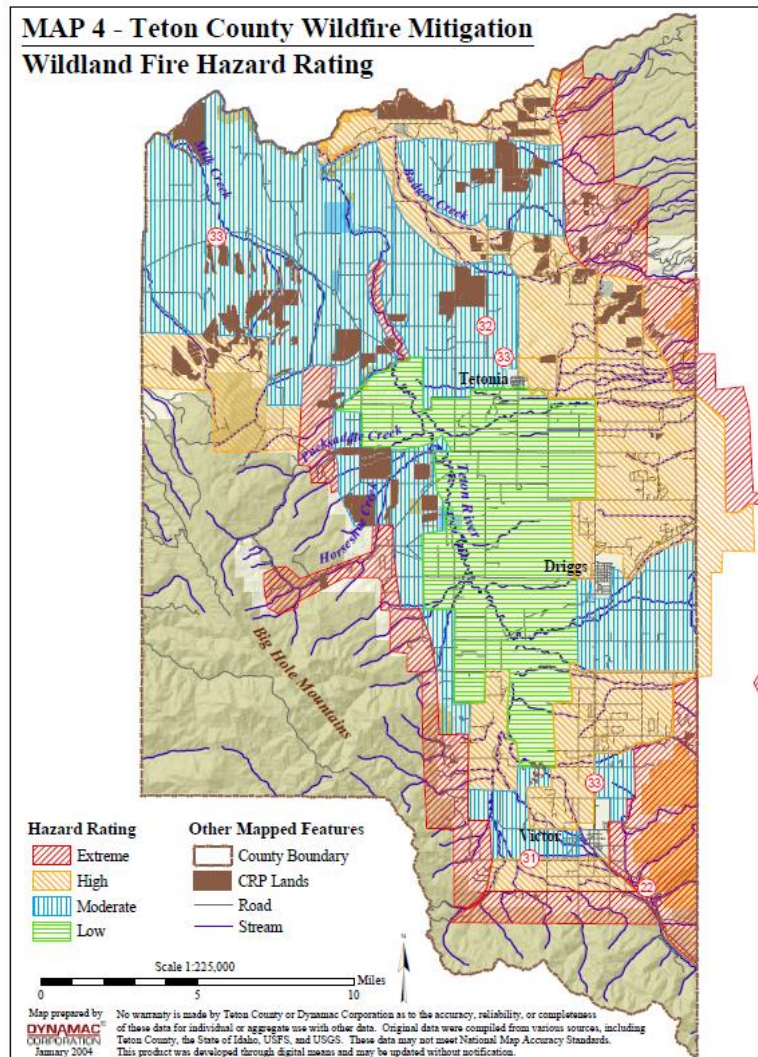 MAP 4 - Teton County Wildfire Mitigation
Wildland Fire Hazard Rating
Milk Creek
Badger Creek
33
32
33
Tetonia
Packsaddle Creek
Teton River
Horseshoe Creek
Driggs
Big Hole Mountains
33
Victor
31
22
Hazard Rating
Extreme
High
Moderate
Low
Other Mapped Features
County Boundary
CRP Lands
Road
Stream
N
Scale 1:225,000
Miles
0 5 10
Map prepared by
DYNAMAC
CORPORATION
January 2004
No warranty is made by Teton County or Dynamac Corporation as to the accuracy, reliability, or completeness
of these data for individual or aggregate use with other data. Original data were compiled from various sources, including
Teton County, the State of Idaho, USFS, and USGS. These data may not meet National Map Accuracy Standards.
This product was developed through digital means and may be updated without notification.